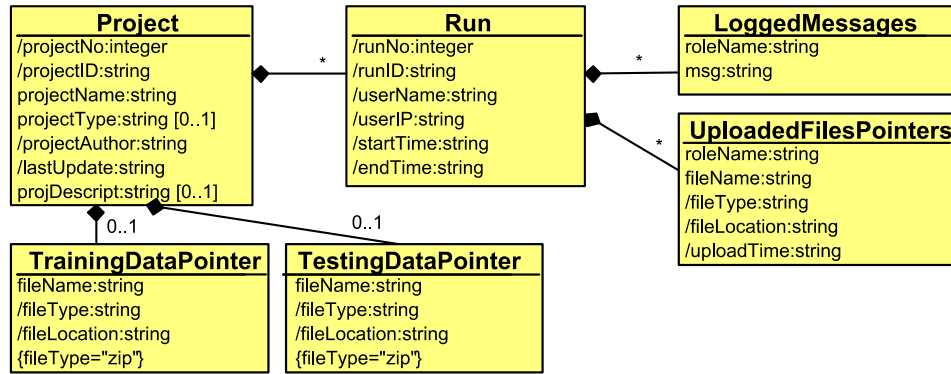 Project
/projectNo:integer
/projectID:string
projectName:string
projectType:string [0..1]
/projectAuthor:string
/lastUpdate:string
projDescript:string [0..1]
*
Run
/runNo:integer
/runID:string
/userName:string
/userIP:string
/startTime:string
/endTime:string
*
LoggedMessages
roleName:string
msg:string
*
UploadedFilesPointers
roleName:string
fileName:string
/fileType:string
/fileLocation:string
/uploadTime:string
0..1
0..1
TrainingDataPointer
fileName:string
/fileType:string
/fileLocation:string
{fileType="zip"}
TestingDataPointer
fileName:string
/fileType:string
/fileLocation:string
{fileType="zip"}